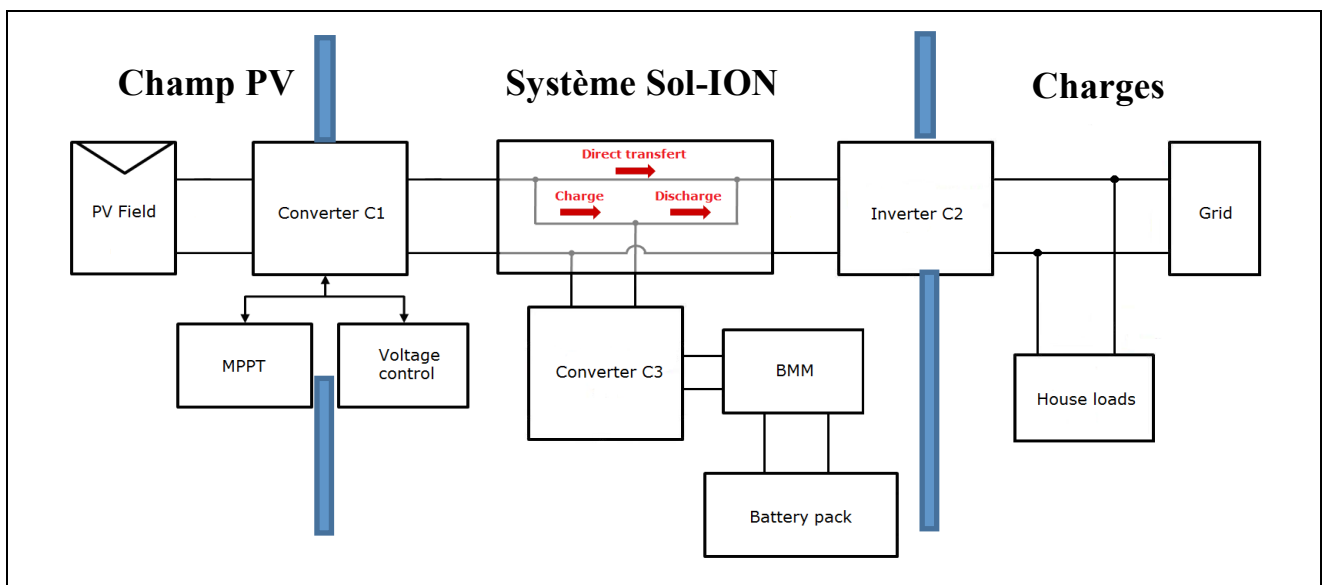 Champ PV
Système Sol-ION
Charges
Direct transfert
Charge
Discharge
PV Field
Converter C1
Inverter C2
Grid
MPPT
Voltage
control
Converter C3
BMM
House loads
Battery pack